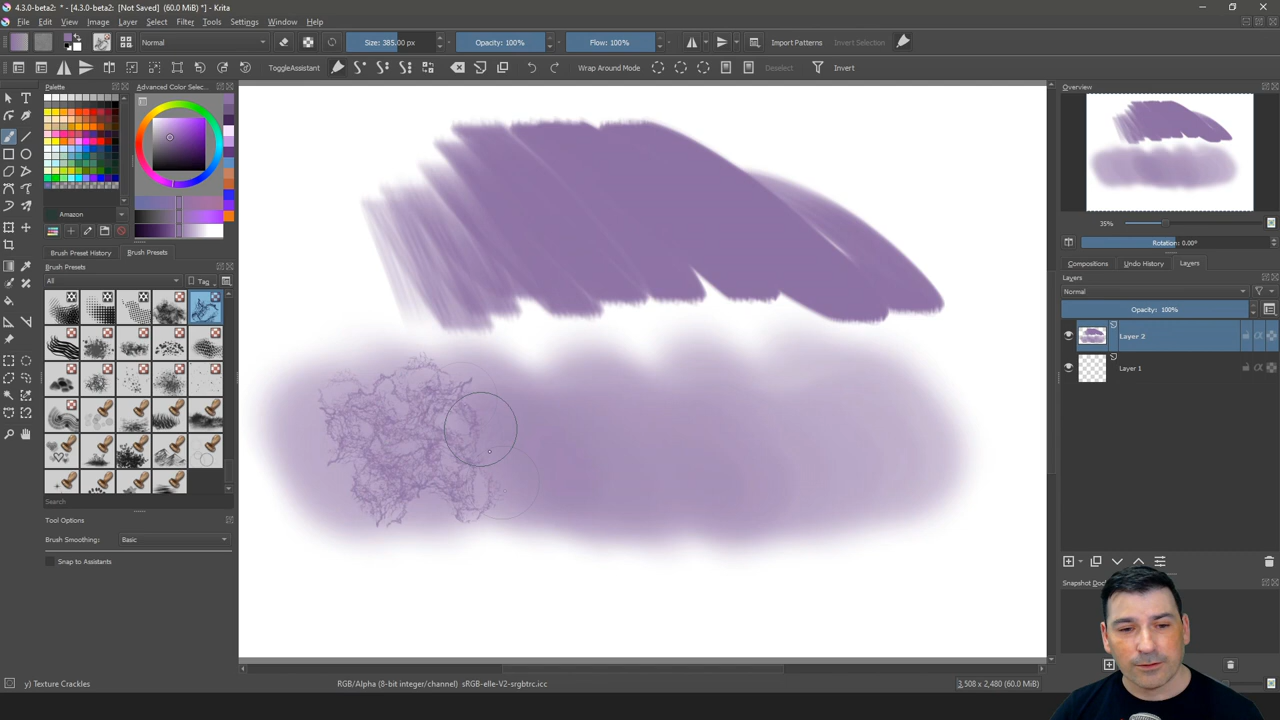 4.3.0-beta2: * - [4.3.0-beta2: [Not Saved] (60.0 MiB) *] - Krita
File Edit View Image Layer Select Filter Tools Settings Window Help
Normal Size: 385.00 px Opacity: 100% Flow: 100% Import Patterns Invert Selection
ToggleAssistant Wrap Around Mode Deselect Invert
Palette
Advanced Color Selec...
Amazon
Brush Preset History Brush Presets
Brush Presets
All Tag
Search
Tool Options
Brush Smoothing: Basic
Snap to Assistants
Overview
35%
Rotation: 0.00°
Compositions Undo History Layers
Layers
Normal
Opacity: 100%
Layer 2
Layer 1
Snapshot Doc
y) Texture Crackles RGB/Alpha (8-bit integer/channel) sRGB-elle-V2-srgbtrc.icc 3,508 x 2,480 (60.0 MiB)